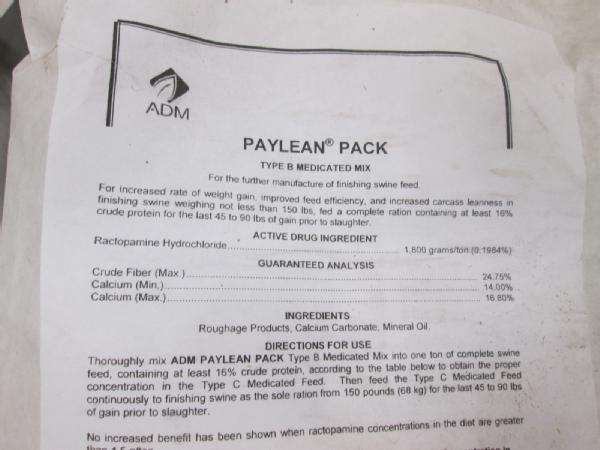 ADM
PAYLEAN® PACK
TYPE B MEDICATED MIX
For the further manufacture of finishing swine feed.
For increased rate of weight gain, improved feed efficiency, and increased carcass leanness in
finishing swine weighing not less than 150 lbs, fed a complete ration containing at least 16%
crude protein for the last 45 to 90 lbs of gain prior to slaughter.
ACTIVE DRUG INGREDIENT
Ractopamine Hydrochloride................................1,800 grams/ton (0.1984%)
GUARANTEED ANALYSIS
Crude Fiber (Max.)................................24.75%
Calcium (Min.)................................14.00%
Calcium (Max.)................................16.80%
INGREDIENTS
Roughage Products, Calcium Carbonate, Mineral Oil.
DIRECTIONS FOR USE
Thoroughly mix ADM PAYLEAN PACK Type B Medicated Mix into one ton of complete swine
feed, containing at least 16% crude protein, according to the table below to obtain the proper
concentration in the Type C Medicated Feed. Then feed the Type C Medicated Feed
continuously to finishing swine as the sole ration from 150 pounds (68 kg) for the last 45 to 90 lbs
of gain prior to slaughter.
No increased benefit has been shown when ractopamine concentrations in the diet are greater
than 4.5